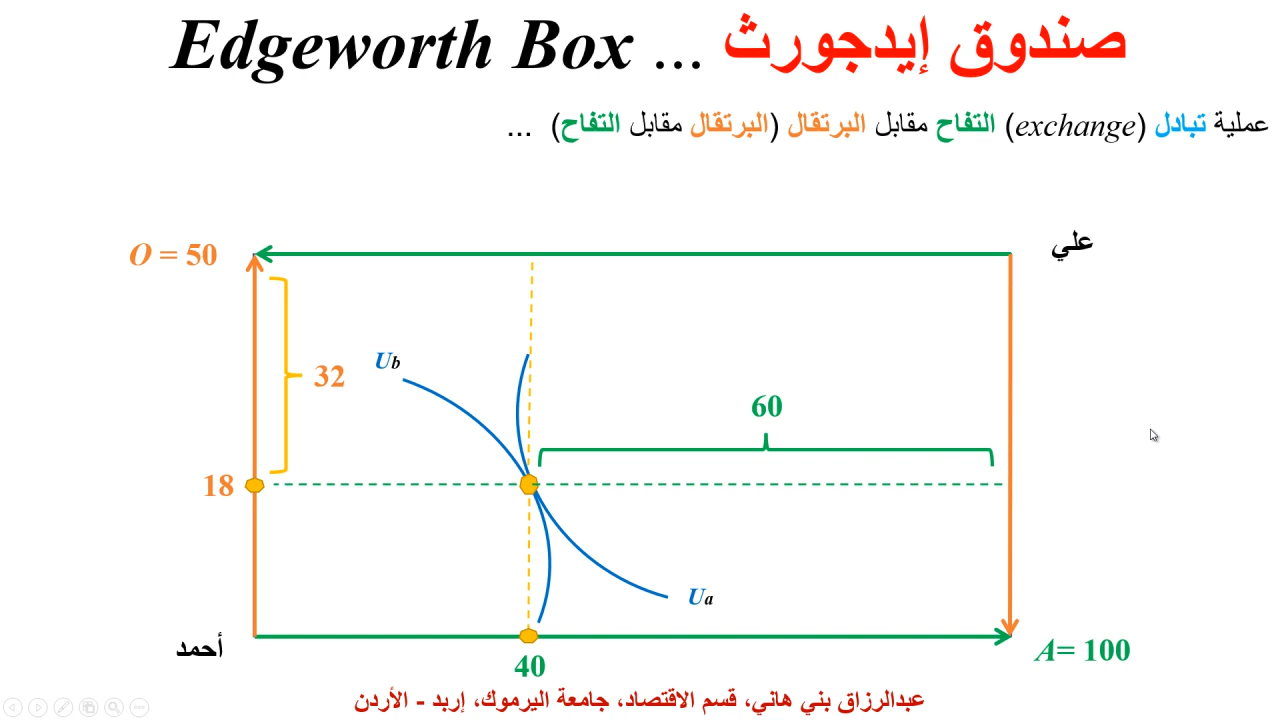 صندوق إيدجورث ... Edgeworth Box
عملية تبادل (exchange) التفاح مقابل البرتقال (البرتقال مقابل التفاح) ...
علي
O = 50
Ub
32
60
18
Ua
أحمد
A= 100
40
عبدالرزاق بني هاني، قسم الاقتصاد، جامعة اليرموك، إربد - الأردن